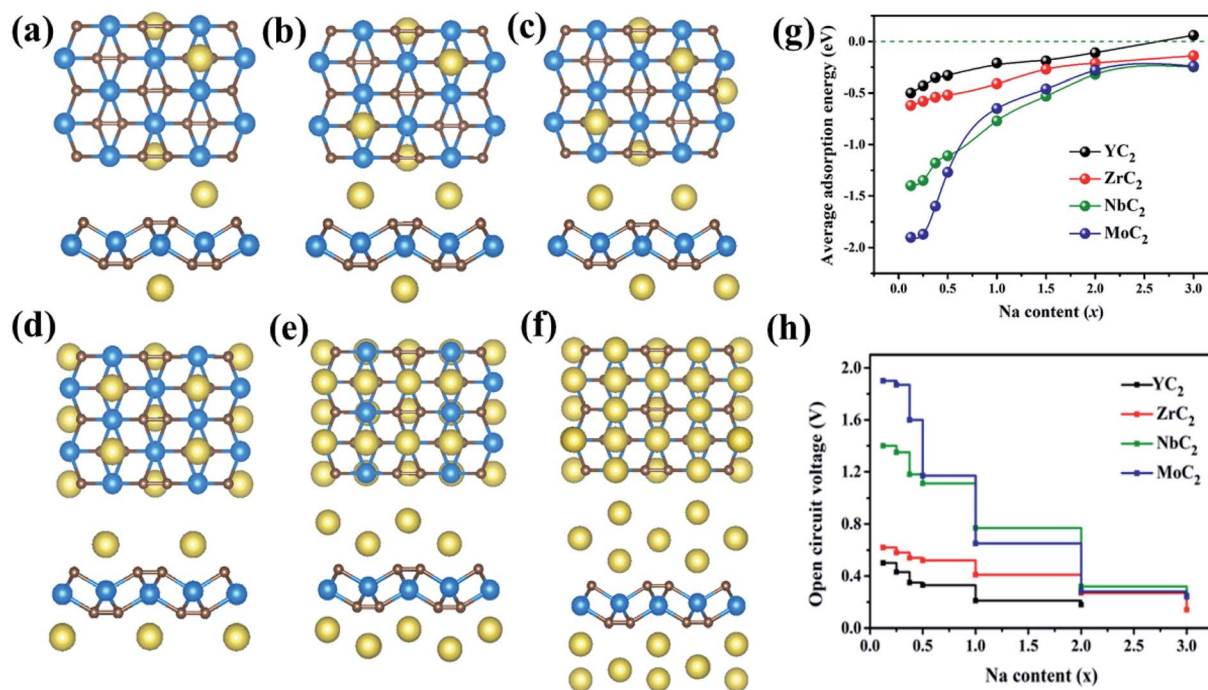 (a)
(b)
(c)
(d)
(e)
(f)
(g)
0.0
-0.5
-1.0
-1.5
-2.0
Average adsorption energy (eV)
YC2
ZrC2
NbC2
MoC2
0.0 0.5 1.0 1.5 2.0 2.5 3.0
Na content (x)
(h)
2.0
1.6
1.2
0.8
0.4
0.0
Open circuit voltage (V)
YC2
ZrC2
NbC2
MoC2
0.0 0.5 1.0 1.5 2.0 2.5 3.0
Na content (x)